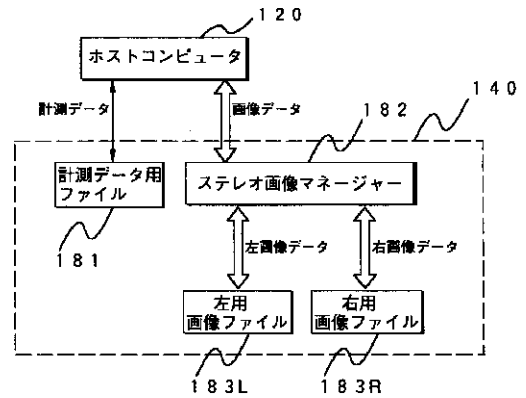 120
ホストコンピュータ
計測データ
画像データ
140
182
計測データ用
ファイル
ステレオ画像マネージャー
181
左画像データ
右画像データ
左用
画像ファイル
右用
画像ファイル
183L
183R